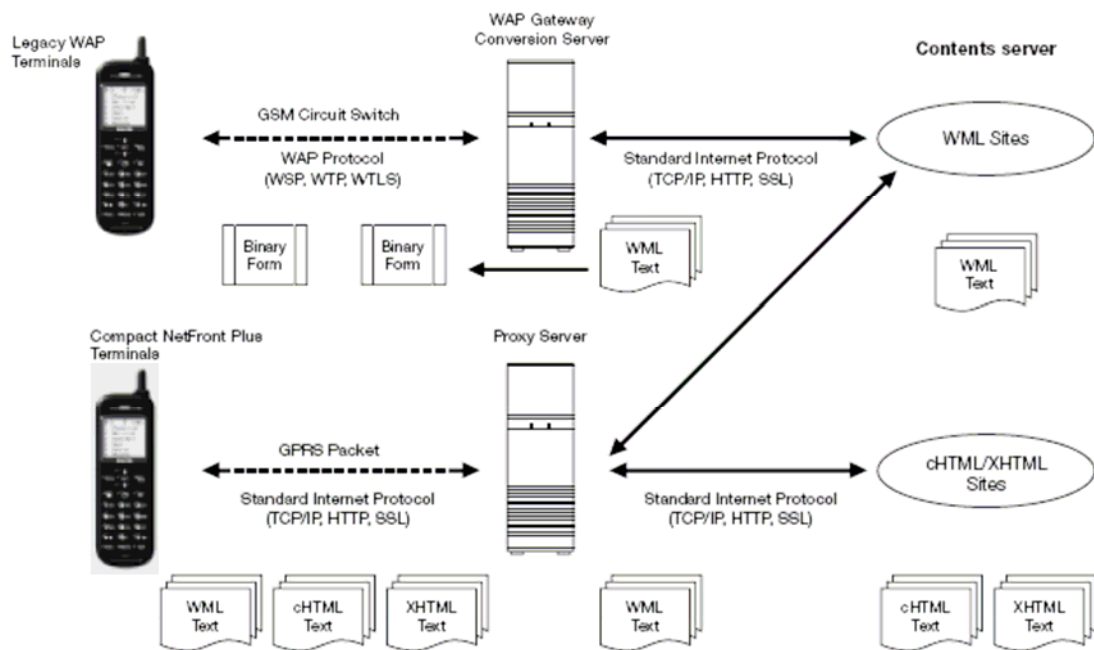 Legacy WAP
Terminals
WAP Gateway
Conversion Server
Contents server
GSM Circuit Switch
WAP Protocol
(WSP, WTP, WTLS)
Standard Internet Protocol
(TCP/IP, HTTP, SSL)
WML Sites
Binary
Form
Binary
Form
WML
Text
WML
Text
Compact NetFront Plus
Terminals
Proxy Server
GPRS Packet
Standard Internet Protocol
(TCP/IP, HTTP, SSL)
Standard Internet Protocol
(TCP/IP, HTTP, SSL)
cHTML/XHTML
Sites
WML
Text
cHTML
Text
XHTML
Text
WML
Text
cHTML
Text
XHTML
Text